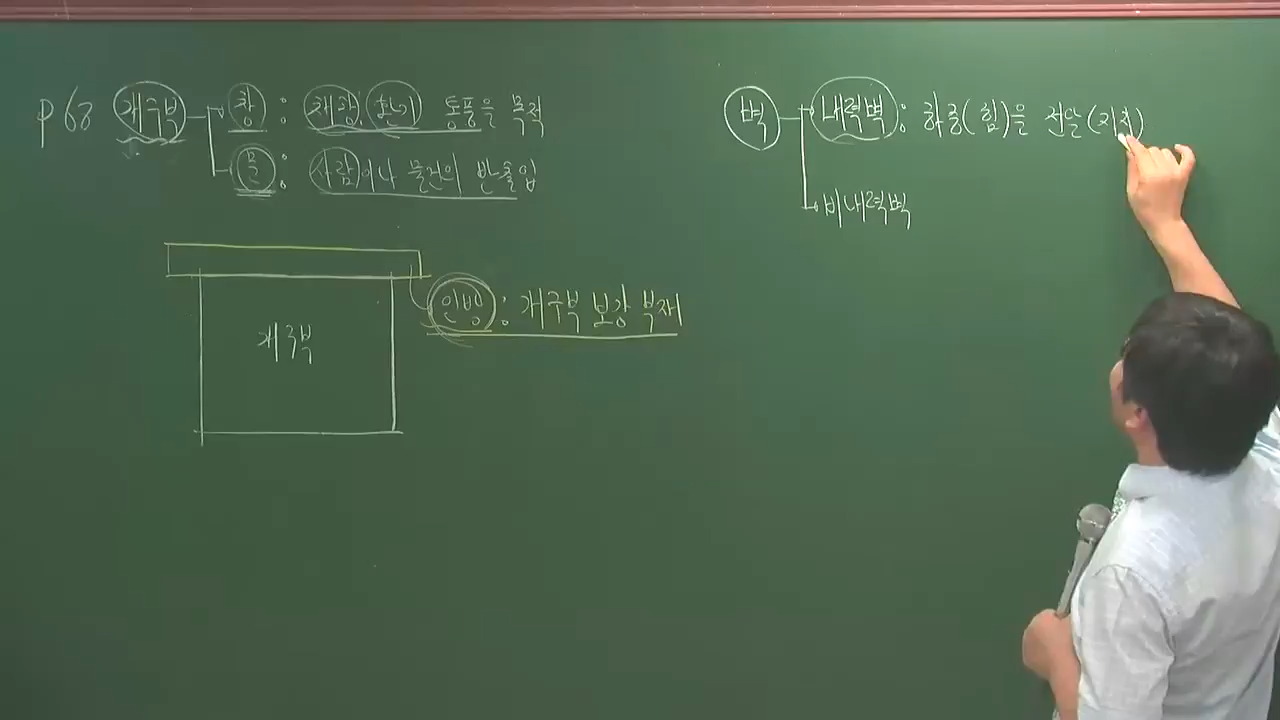 P 68 개구부 창 : 채광, 환기 통풍을 목적
문 : 사람이나 물건의 반출입
개구부
인방 : 개구부 보강 부재
벽 내력벽 : 하중(힘)을 전달(지지)
비내력벽